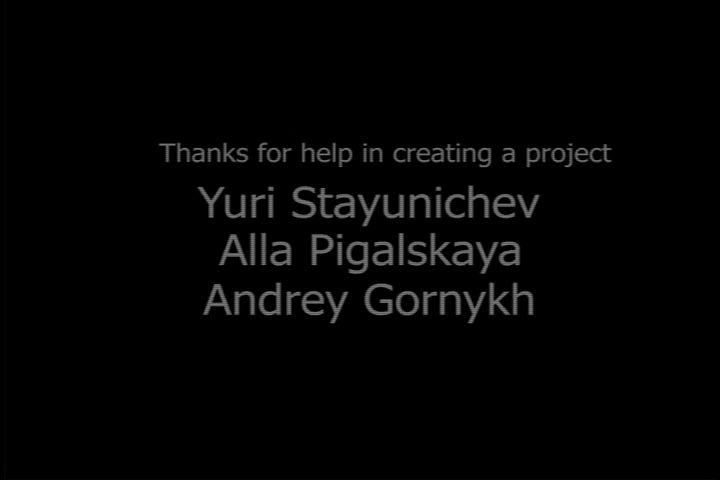 Thanks for help in creating a project
Yuri Stayunichev
Alla Pigalskaya
Andrey Gornykh